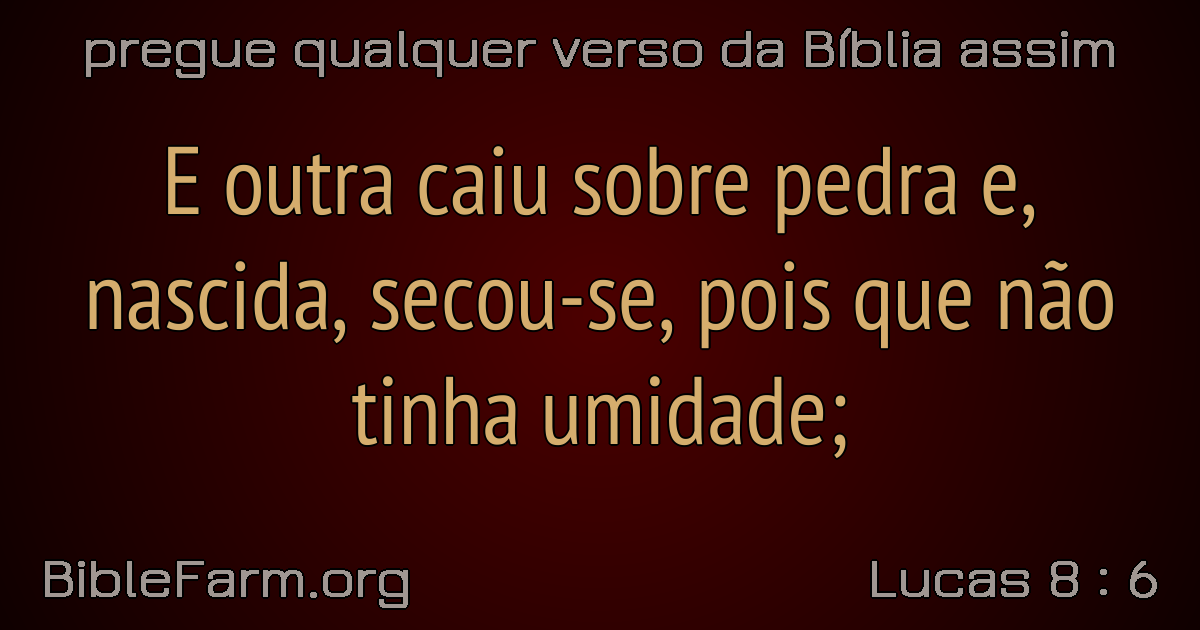 pregue qualquer verso da Bíblia assim
E outra caiu sobre pedra e,
nascida, secou-se, pois que não
tinha umidade;
BibleFarm.org
Lucas 8 : 6